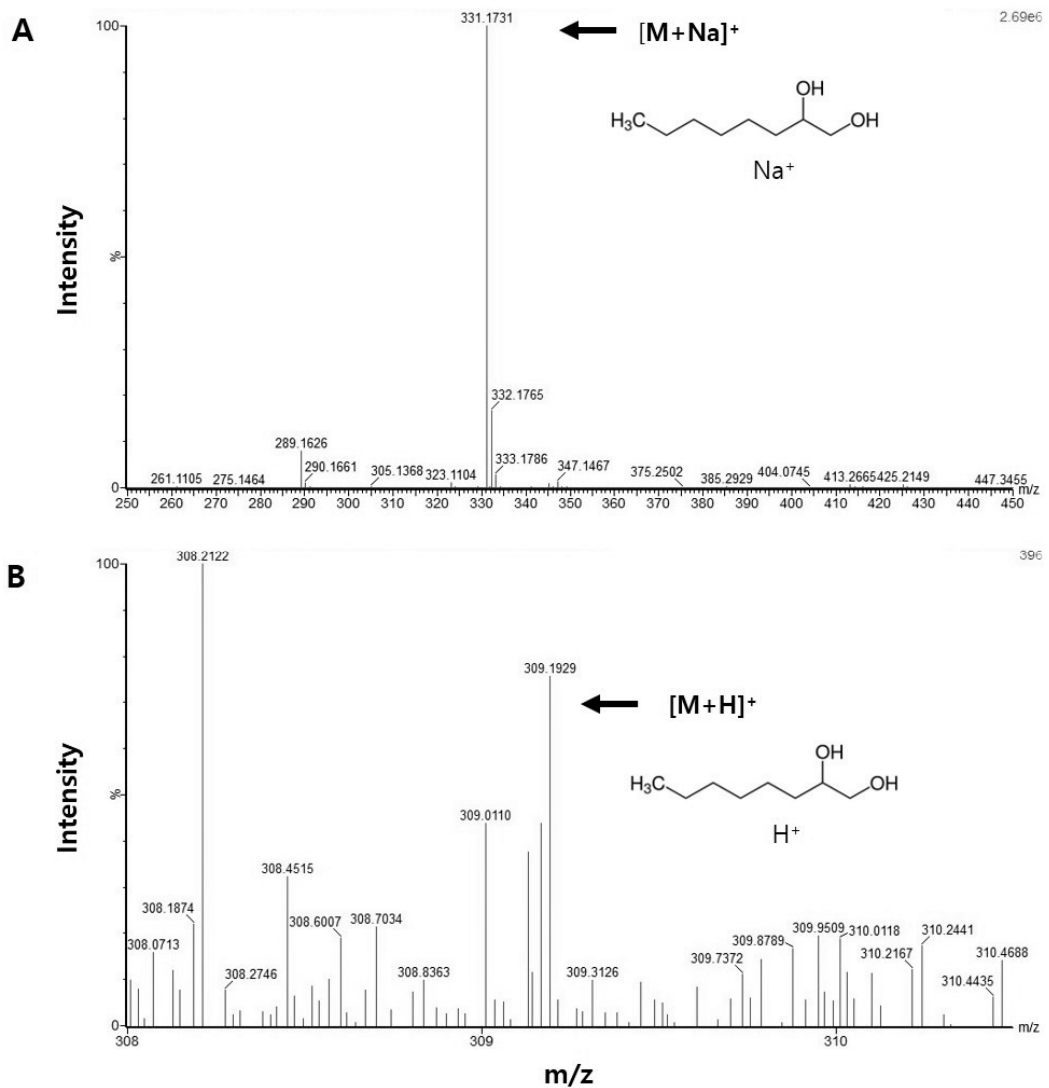 A
100
331.1731
[M+Na]⁺
2.69e6
OH
H₃C
OH
Na⁺
Intensity
%
332.1765
289.1626
290.1661
333.1786
261.1105
275.1464
305.1368
323.1104
347.1467
375.2502
385.2929
404.0745
413.2665
425.2149
447.3455
0
250 260 270 280 290 300 310 320 330 340 350 360 370 380 390 400 410 420 430 440 450
m/z
B
100
308.2122
396
309.1929
[M+H]⁺
OH
H₃C
OH
H⁺
Intensity
%
309.0110
308.4515
308.1874
308.6007
308.7034
308.0713
308.2746
308.8363
309.3126
309.7372
309.8789
309.9509
310.0118
310.2167
310.2441
310.4435
310.4688
0
m/z
308 309 310
m/z